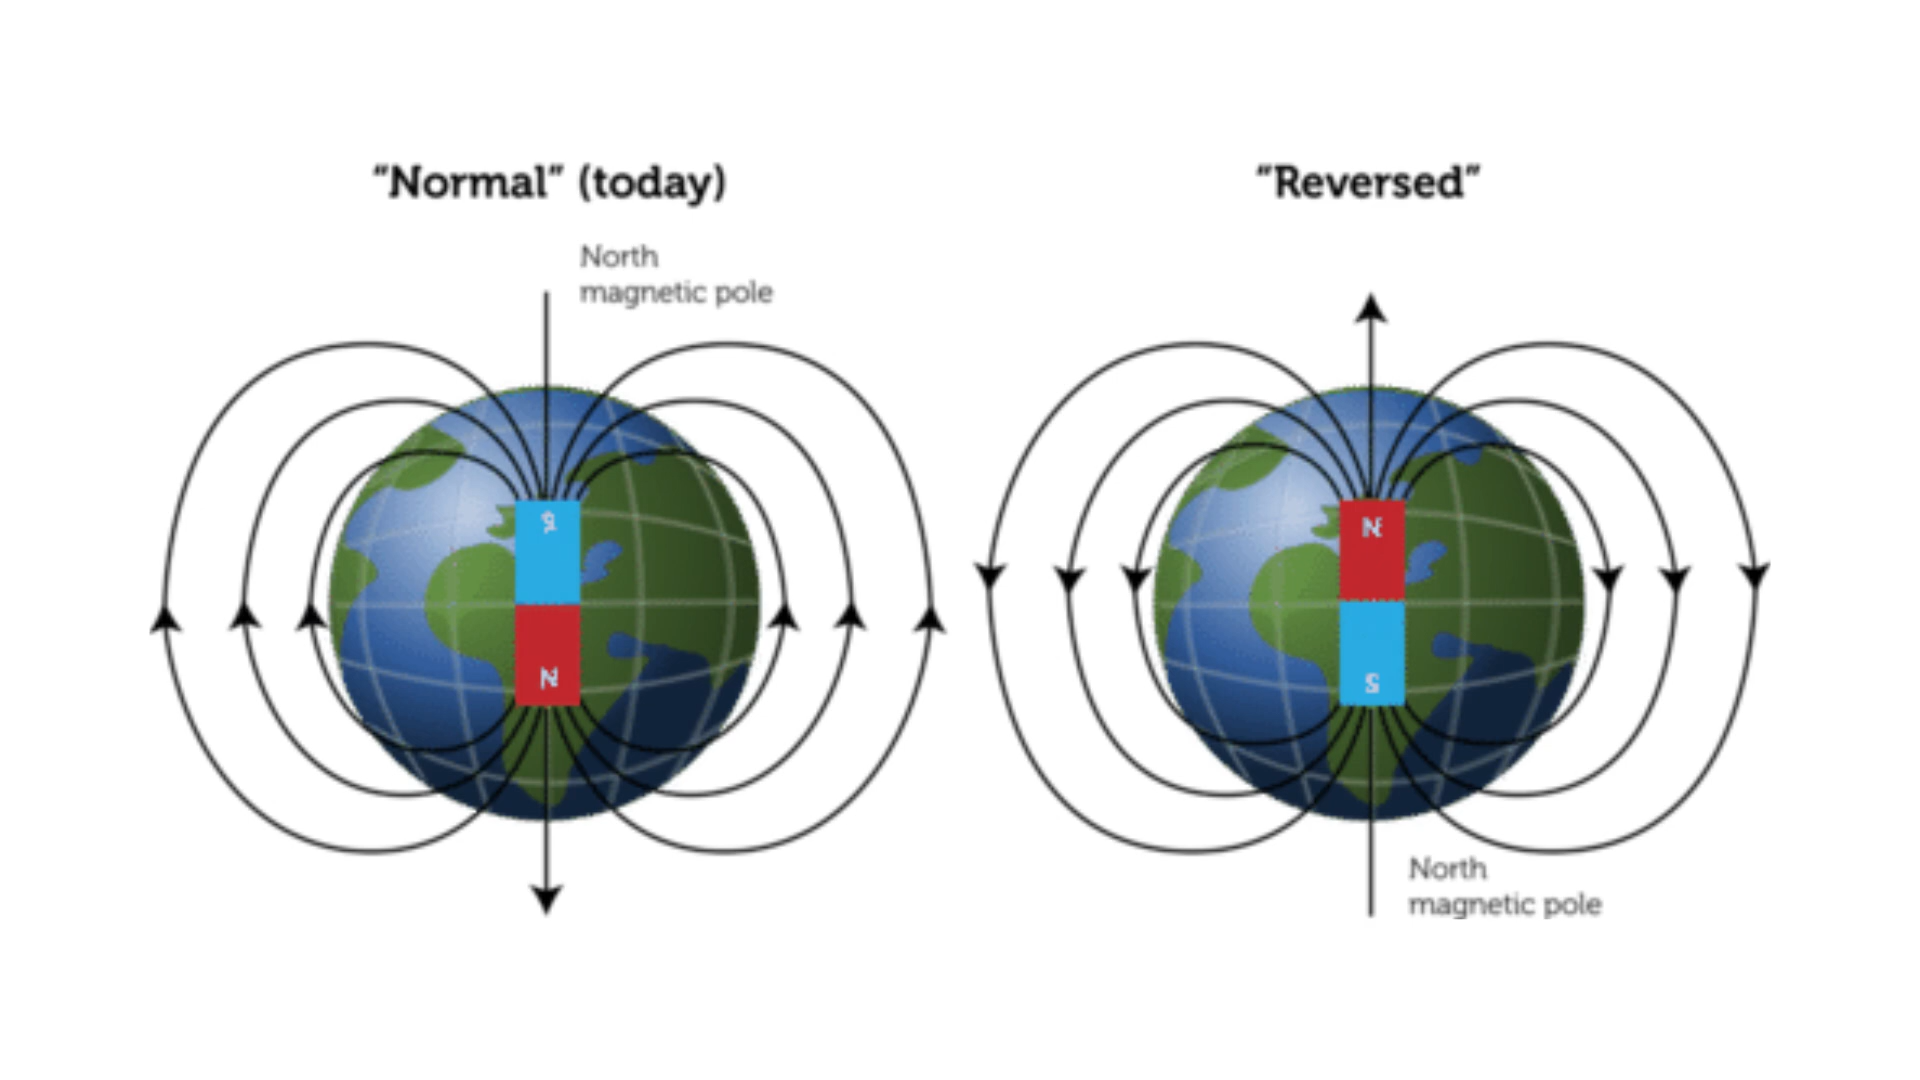 “Normal” (today)
North
magnetic pole
S
N
“Reversed”
N
S
North
magnetic pole